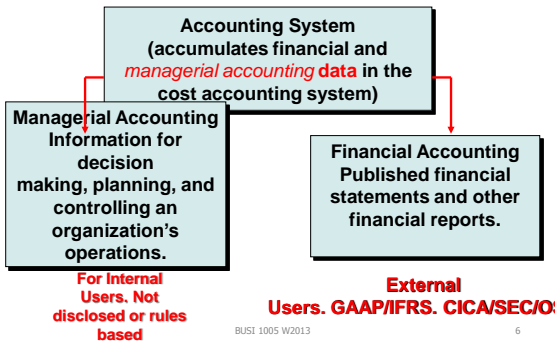 Accounting System
(accumulates financial and
managerial accounting data in the
cost accounting system)
Managerial Accounting
Information for
decision
making, planning, and
controlling an
organization's
operations.
Financial Accounting
Published financial
statements and other
financial reports.
For Internal
Users. Not
disclosed or rules
based
External
Users. GAAP/IFRS. CICA/SEC/OS
BUSI 1005 W2013
6